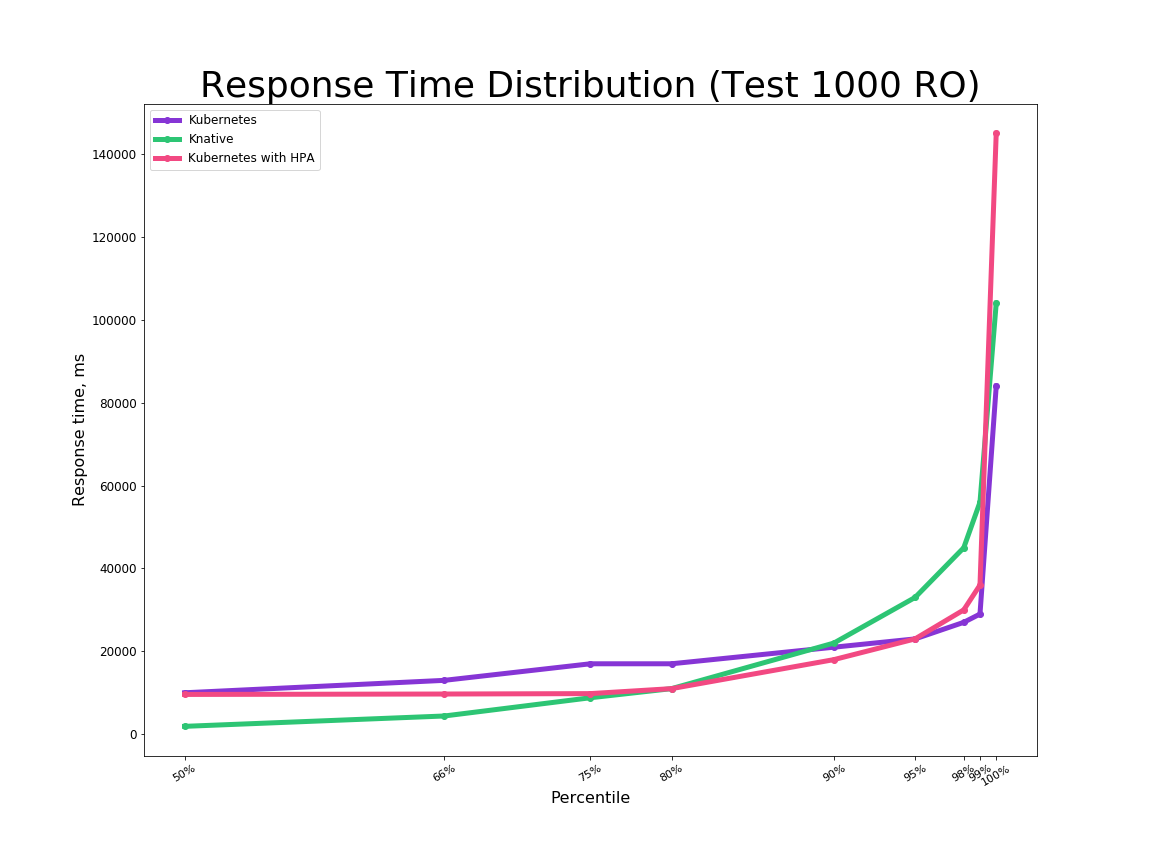 Response Time Distribution (Test 1000 RO)
Kubernetes
Knative
Kubernetes with HPA
140000
120000
100000
80000
60000
40000
20000
0
Response time, ms
50%
66%
75%
80%
90%
95%
98%
99%
100%
Percentile